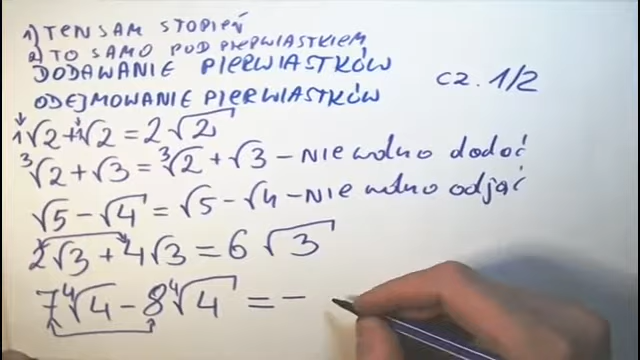 1) TEN SAM STOPIEŃ
2) TO SAMO POD PIERWIASTKIEM
DODAWANIE PIERWIASTKÓW
ODEJMOWANIE PIERWIASTKÓW
cz. 1/2
1√2 + 1√2 = 2√2
³√2 + √3 = ³√2 + √3 – NIE wolno dodać
√5 – √4 = √5 – √4 – NIE wolno odjąć
2√3 + 4√3 = 6√3
7⁴√4 – 8⁴√4 = –